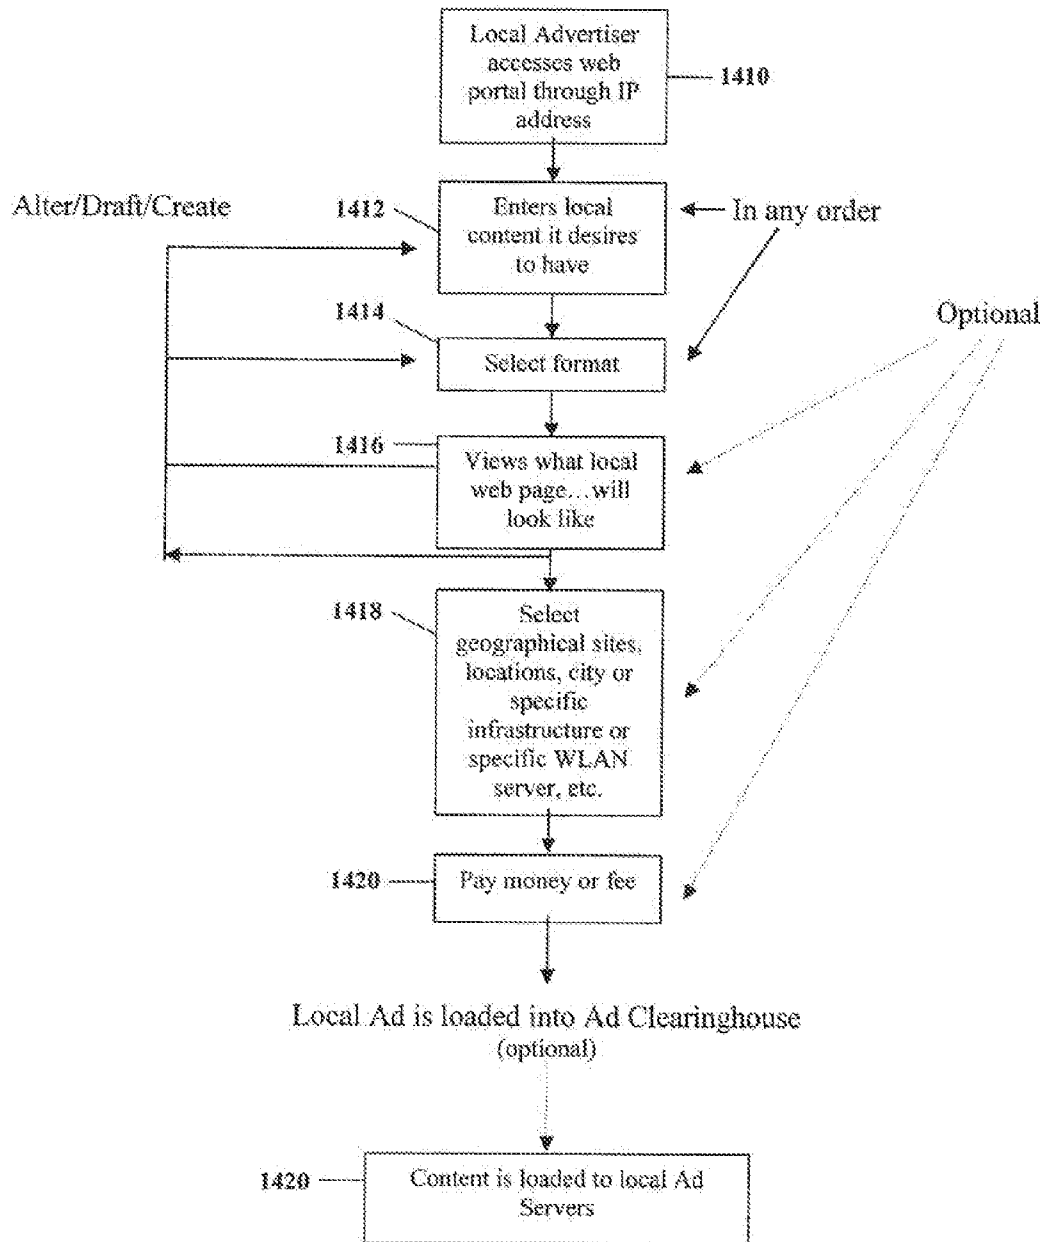 Local Advertiser
accesses web
portal through IP
address
1410
Alter/Draft/Create
1412
Enters local
content it desires
to have
In any order
1414
Select format
Optional
1416
Views what local
web page…will
look like
1418
Select
geographical sites,
locations, city or
specific
infrastructure or
specific WLAN
server, etc.
1420
Pay money or fee
Local Ad is loaded into Ad Clearinghouse
(optional)
1420
Content is loaded to local Ad
Servers